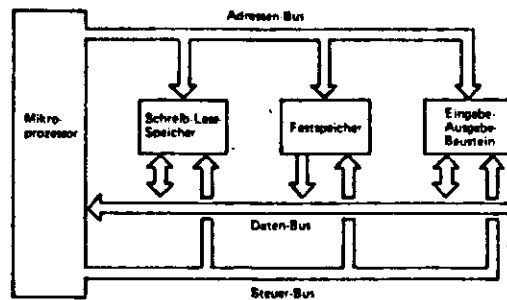 Adressen-Bus
Mikro-
prozessor
Schreib-Lese-
Speicher
Festspeicher
Eingabe-
Ausgabe-
Baustein
Daten-Bus
Steuer-Bus